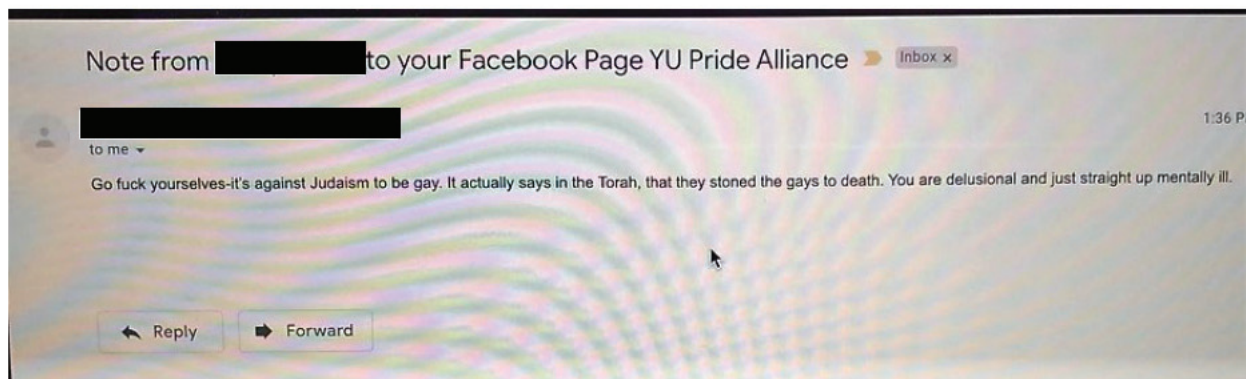 Note from to your Facebook Page YU Pride Alliance Inbox x
1:36 P
to me
Go fuck yourselves-it's against Judaism to be gay. It actually says in the Torah, that they stoned the gays to death. You are delusional and just straight up mentally ill.
Reply Forward